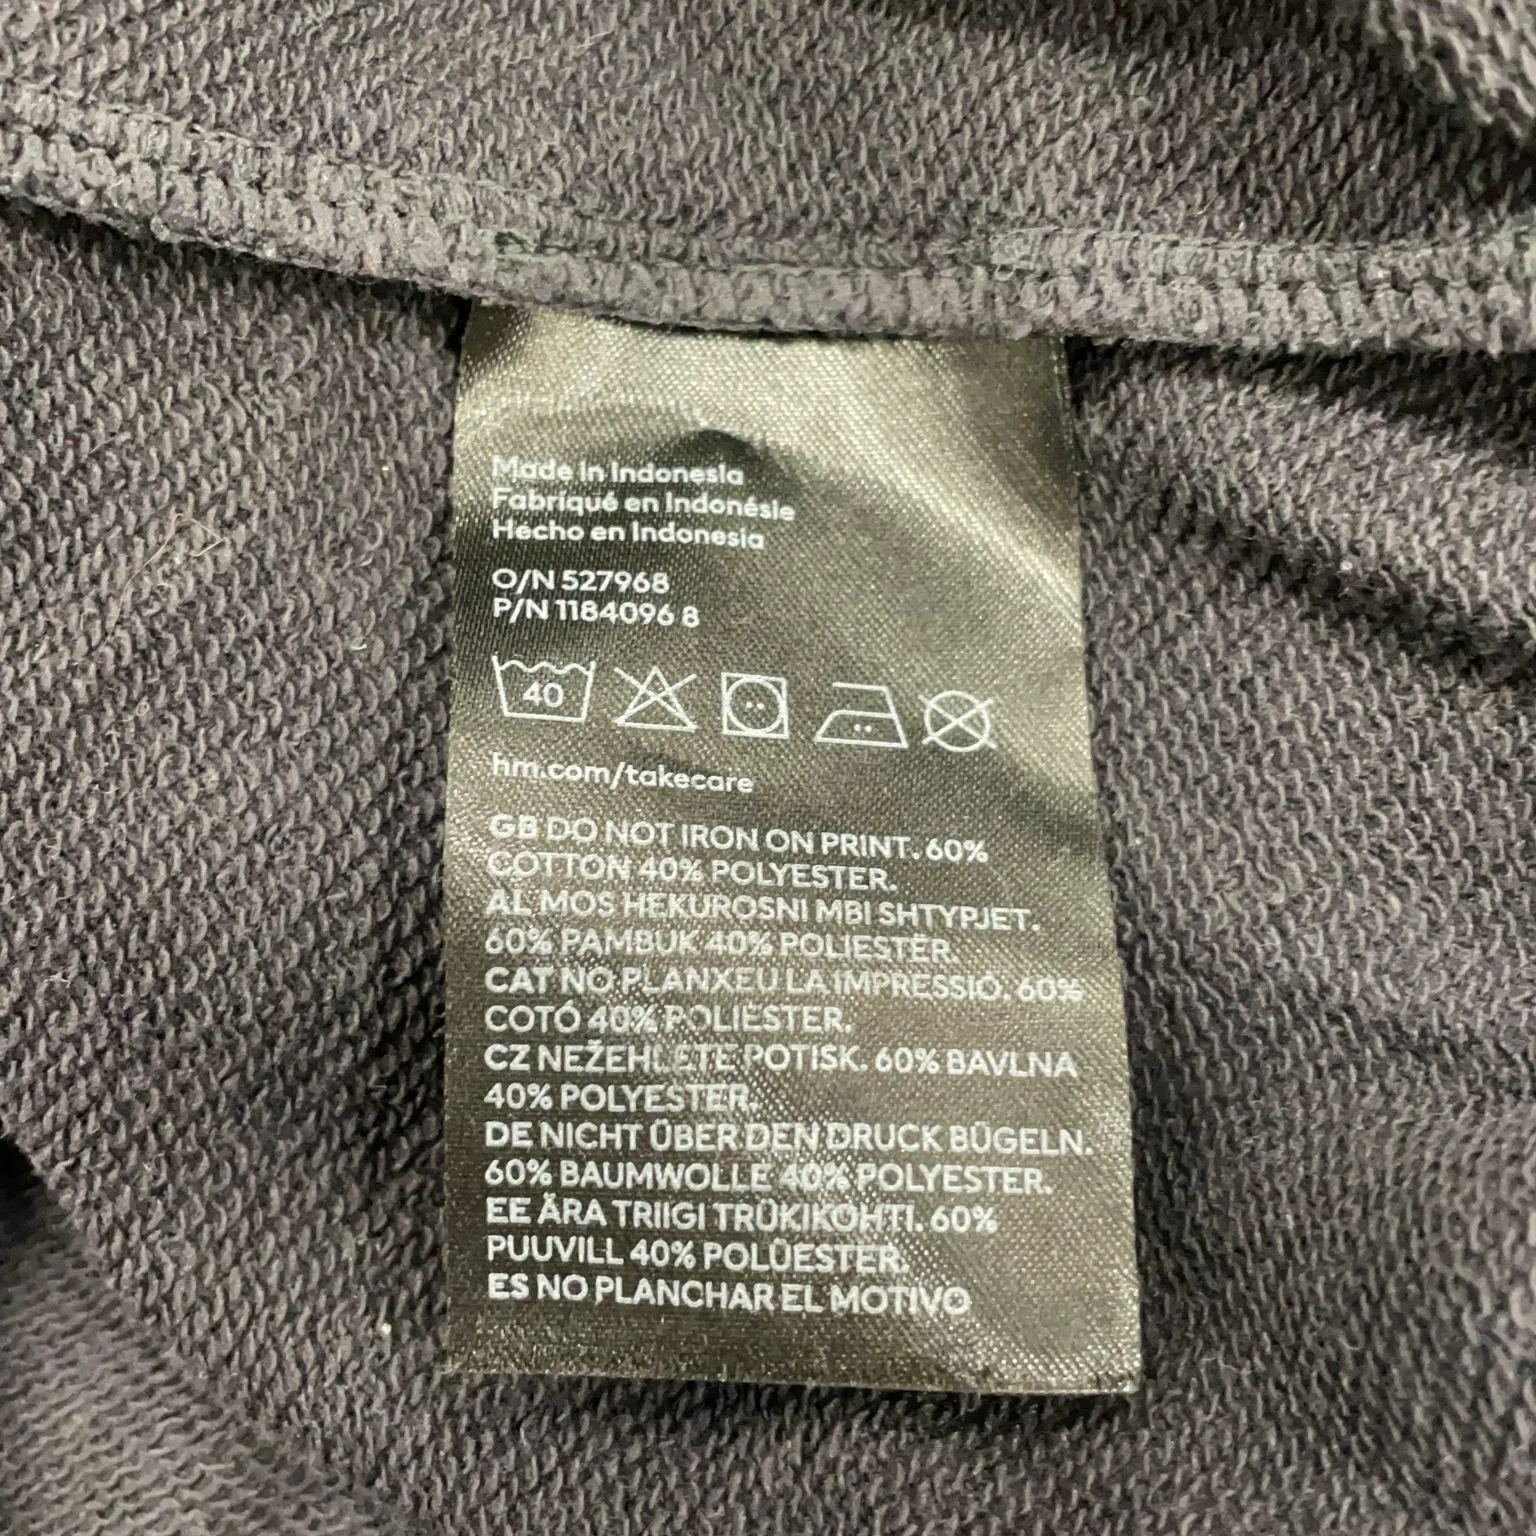 Made in Indonesia
Fabriqué en Indonésie
Hecho en Indonesia
O/N 527968
P/N 1184096 8
40
hm.com/takecare
GB DO NOT IRON ON PRINT. 60%
COTTON 40% POLYESTER.
AL MOS HEKUROSNI MBI SHTYPJET.
60% PAMBUK 40% POLIESTËR.
CAT NO PLANXEU LA IMPRESSIÓ. 60%
COTÓ 40% POLIESTER.
CZ NEŽEHLETE POTISK. 60% BAVLNA
40% POLYESTER.
DE NICHT ÜBER DEN DRUCK BÜGELN.
60% BAUMWOLLE 40% POLYESTER.
EE ÄRA TRIIGI TRÜKIKOHTI. 60%
PUUVILL 40% POLÜESTER.
ES NO PLANCHAR EL MOTIVO